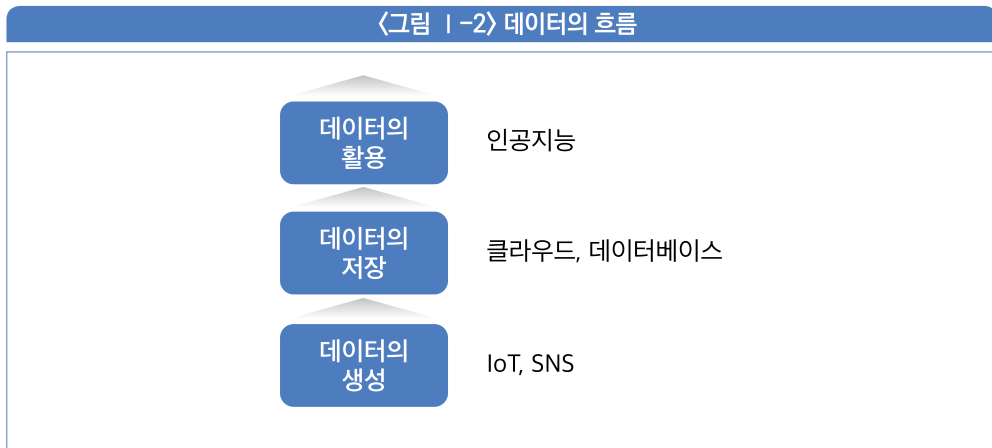 <그림 Ⅰ-2> 데이터의 흐름
데이터의
활용
인공지능
데이터의
저장
클라우드, 데이터베이스
데이터의
생성
IoT, SNS